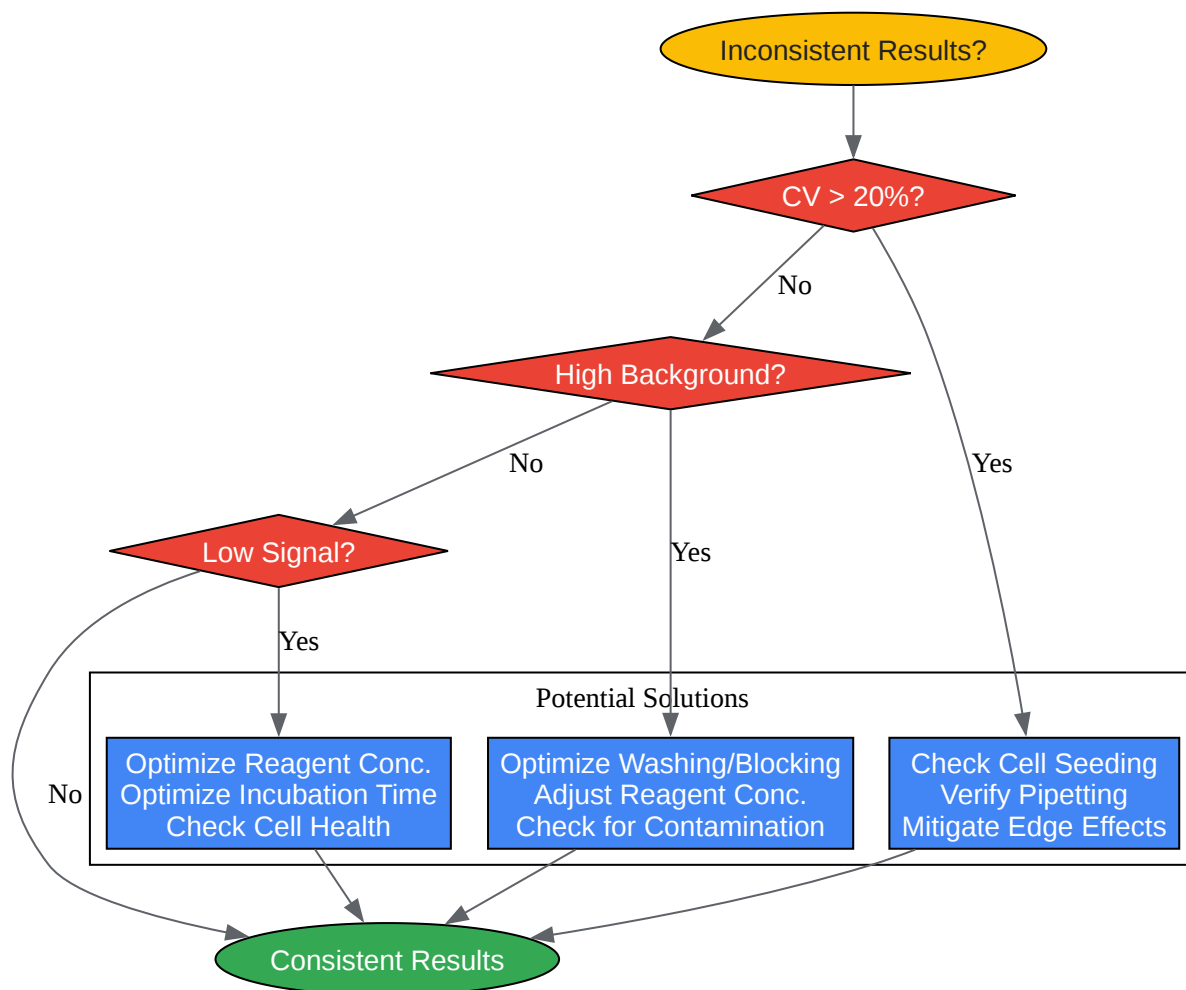 Inconsistent Results?
CV > 20%?
No
High Background?
No
Yes
Yes
Low Signal?
Yes
Potential Solutions
Optimize Reagent Conc.
Optimize Incubation Time
Check Cell Health
Optimize Washing/Blocking
Adjust Reagent Conc.
Check for Contamination
Check Cell Seeding
Verify Pipetting
Mitigate Edge Effects
No
Consistent Results